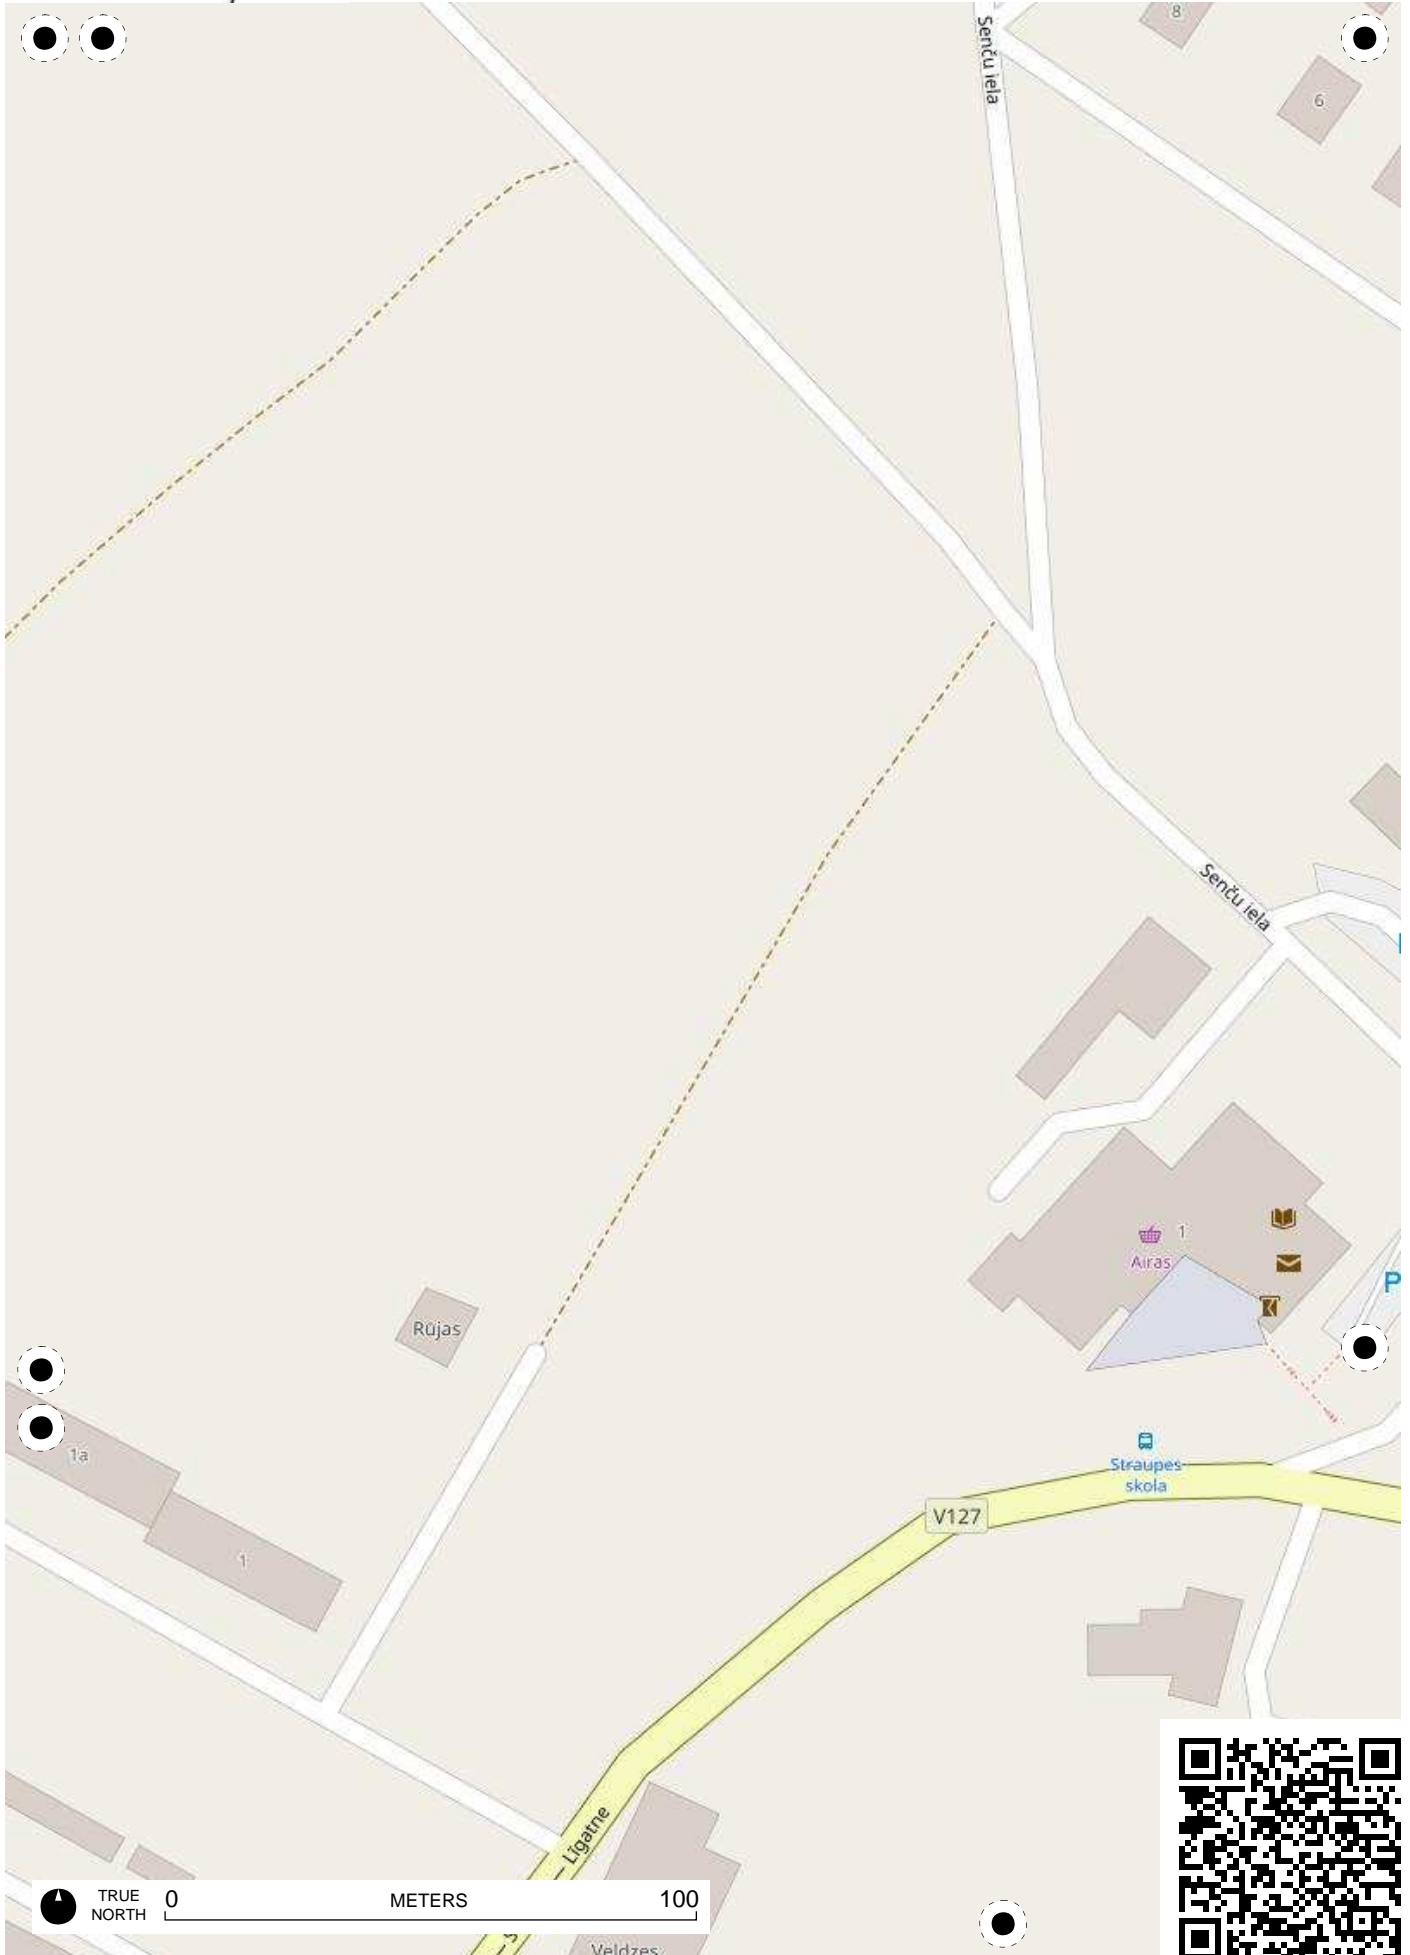 8
Senču iela
6
Senču iela
1
Airas
P
Rūjas
1a
Straupes
skola
V127
1
Līgatne
TRUE
NORTH
0 METERS 100
Veldzes